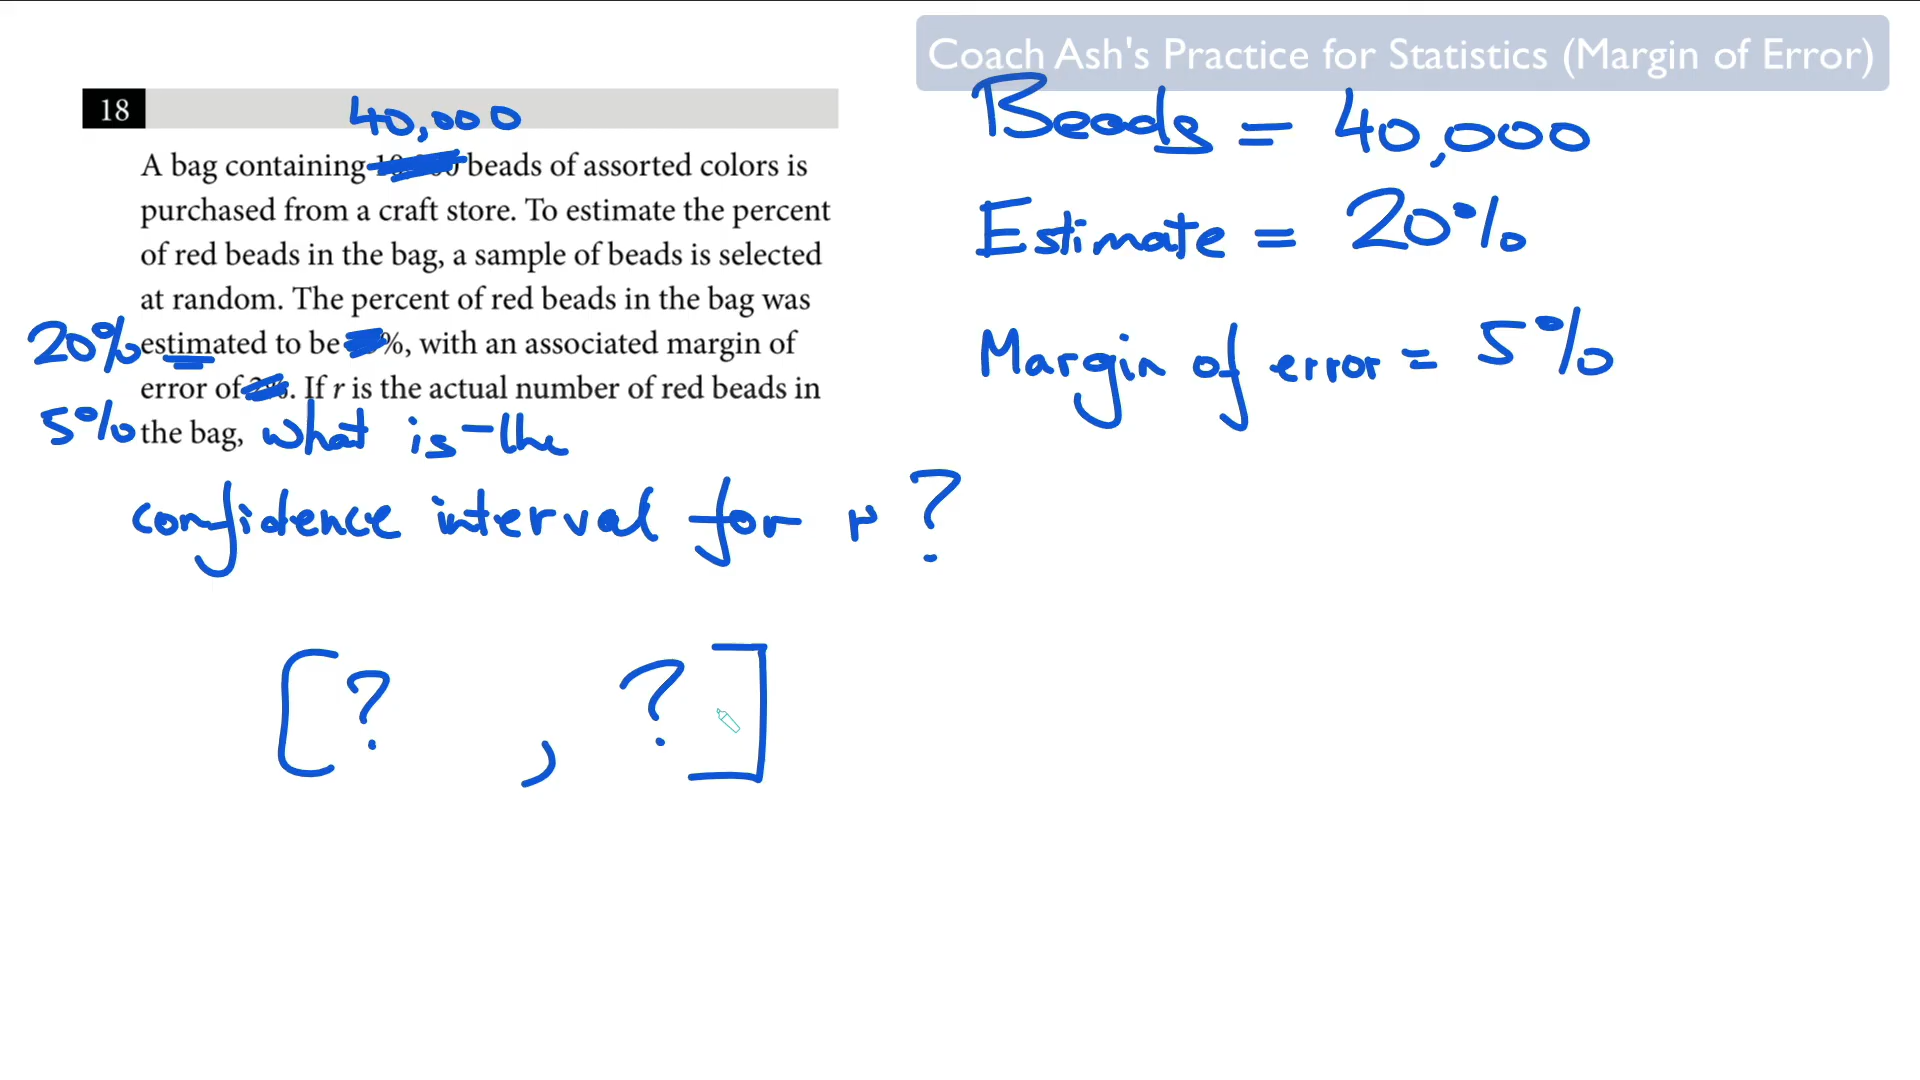 Coach Ash's Practice for Statistics (Margin of Error)
18
40,000
A bag containing beads of assorted colors is
purchased from a craft store. To estimate the percent
of red beads in the bag, a sample of beads is selected
at random. The percent of red beads in the bag was
20% estimated to be %, with an associated margin of
error of . If r is the actual number of red beads in
5% the bag, what is the
confidence interval for r ?
[ ? , ? ]
Beads = 40,000
Estimate = 20%
Margin of error = 5%